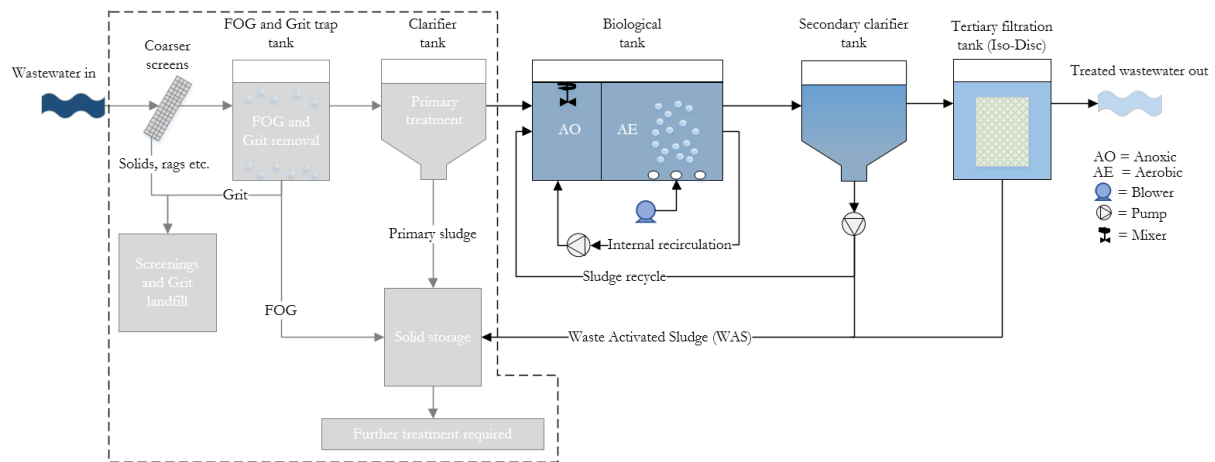 FOG and Grit trap
tank
Clarifier
tank
Biological
tank
Secondary clarifier
tank
Tertiary filtration
tank (Iso-Disc)
Coarser
screens
Wastewater in
Treated wastewater out
FOG and
Grit removal
Primary
treatment
AO
AE
Solids, rags etc.
Grit
AO = Anoxic
AE = Aerobic
= Blower
= Pump
= Mixer
Primary sludge
Internal recirculation
Sludge recycle
Screenings
and Grit
landfill
FOG
Solid storage
Waste Activated Sludge (WAS)
Further treatment required